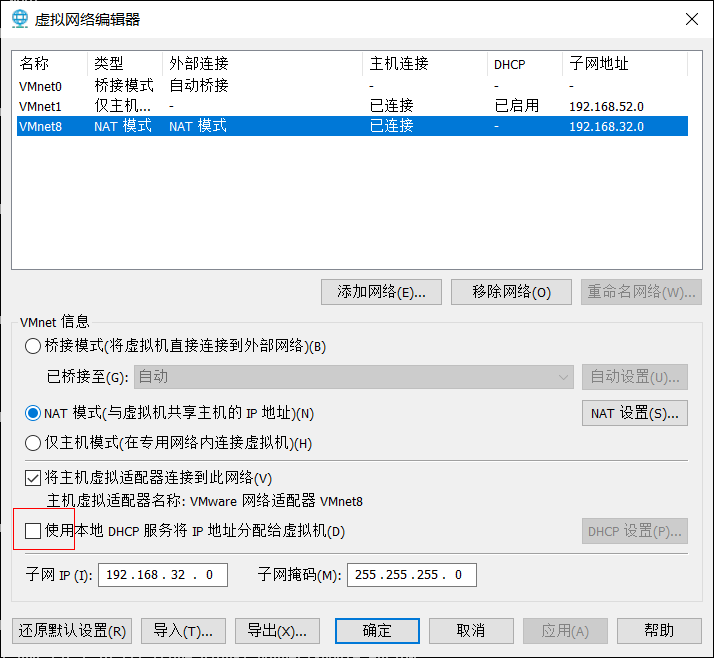 虚拟网络编辑器
名称 类型 外部连接 主机连接 DHCP 子网地址
VMnet0 桥接模式 自动桥接 - - -
VMnet1 仅主机... - 已连接 已启用 192.168.52.0
VMnet8 NAT 模式 NAT 模式 已连接 - 192.168.32.0
添加网络(E)... 移除网络(O) 重命名网络(W)...
VMnet 信息
桥接模式(将虚拟机直接连接到外部网络)(B)
已桥接至(G): 自动 自动设置(U)...
NAT 模式(与虚拟机共享主机的 IP 地址)(N) NAT 设置(S)...
仅主机模式(在专用网络内连接虚拟机)(H)
将主机虚拟适配器连接到此网络(V)
主机虚拟适配器名称: VMware 网络适配器 VMnet8
使用本地 DHCP 服务将 IP 地址分配给虚拟机(D) DHCP 设置(P)...
子网 IP (I): 192 . 168 . 32 . 0 子网掩码(M): 255 . 255 . 255 . 0
还原默认设置(R) 导入(T)... 导出(X)... 确定 取消 应用(A) 帮助